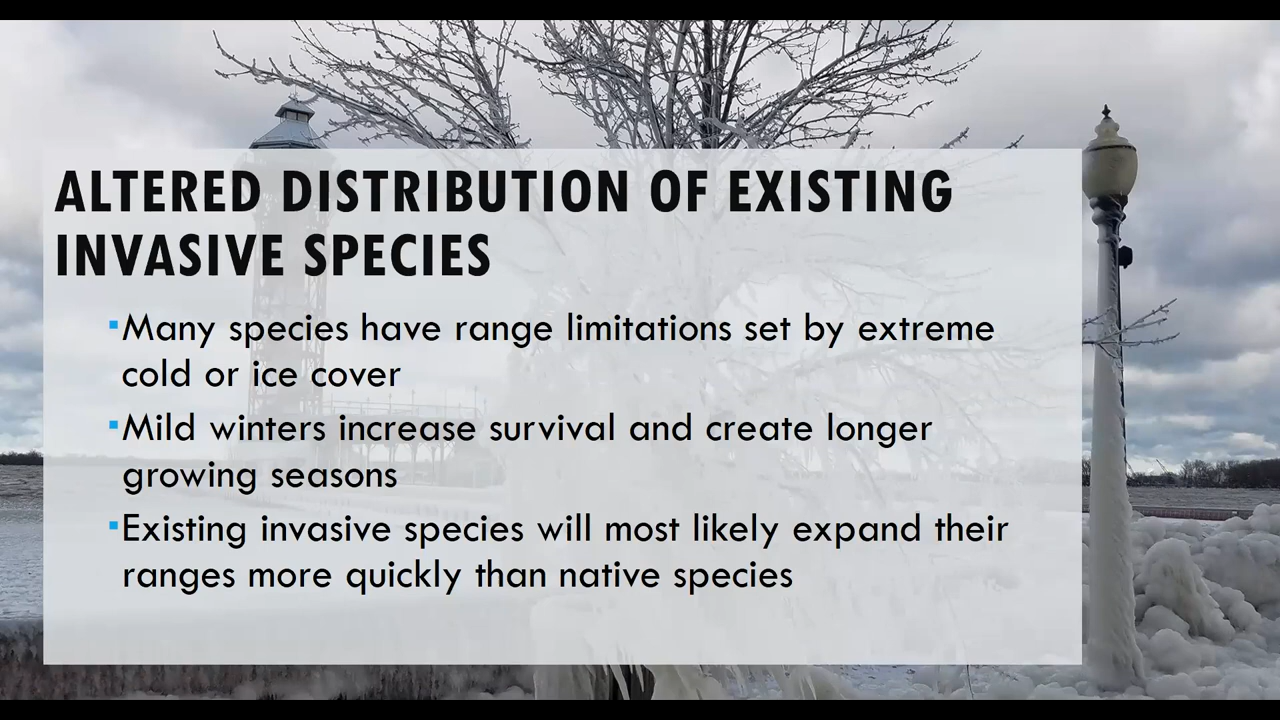 ALTERED DISTRIBUTION OF EXISTING
INVASIVE SPECIES
▪Many species have range limitations set by extreme
cold or ice cover
▪Mild winters increase survival and create longer
growing seasons
▪Existing invasive species will most likely expand their
ranges more quickly than native species